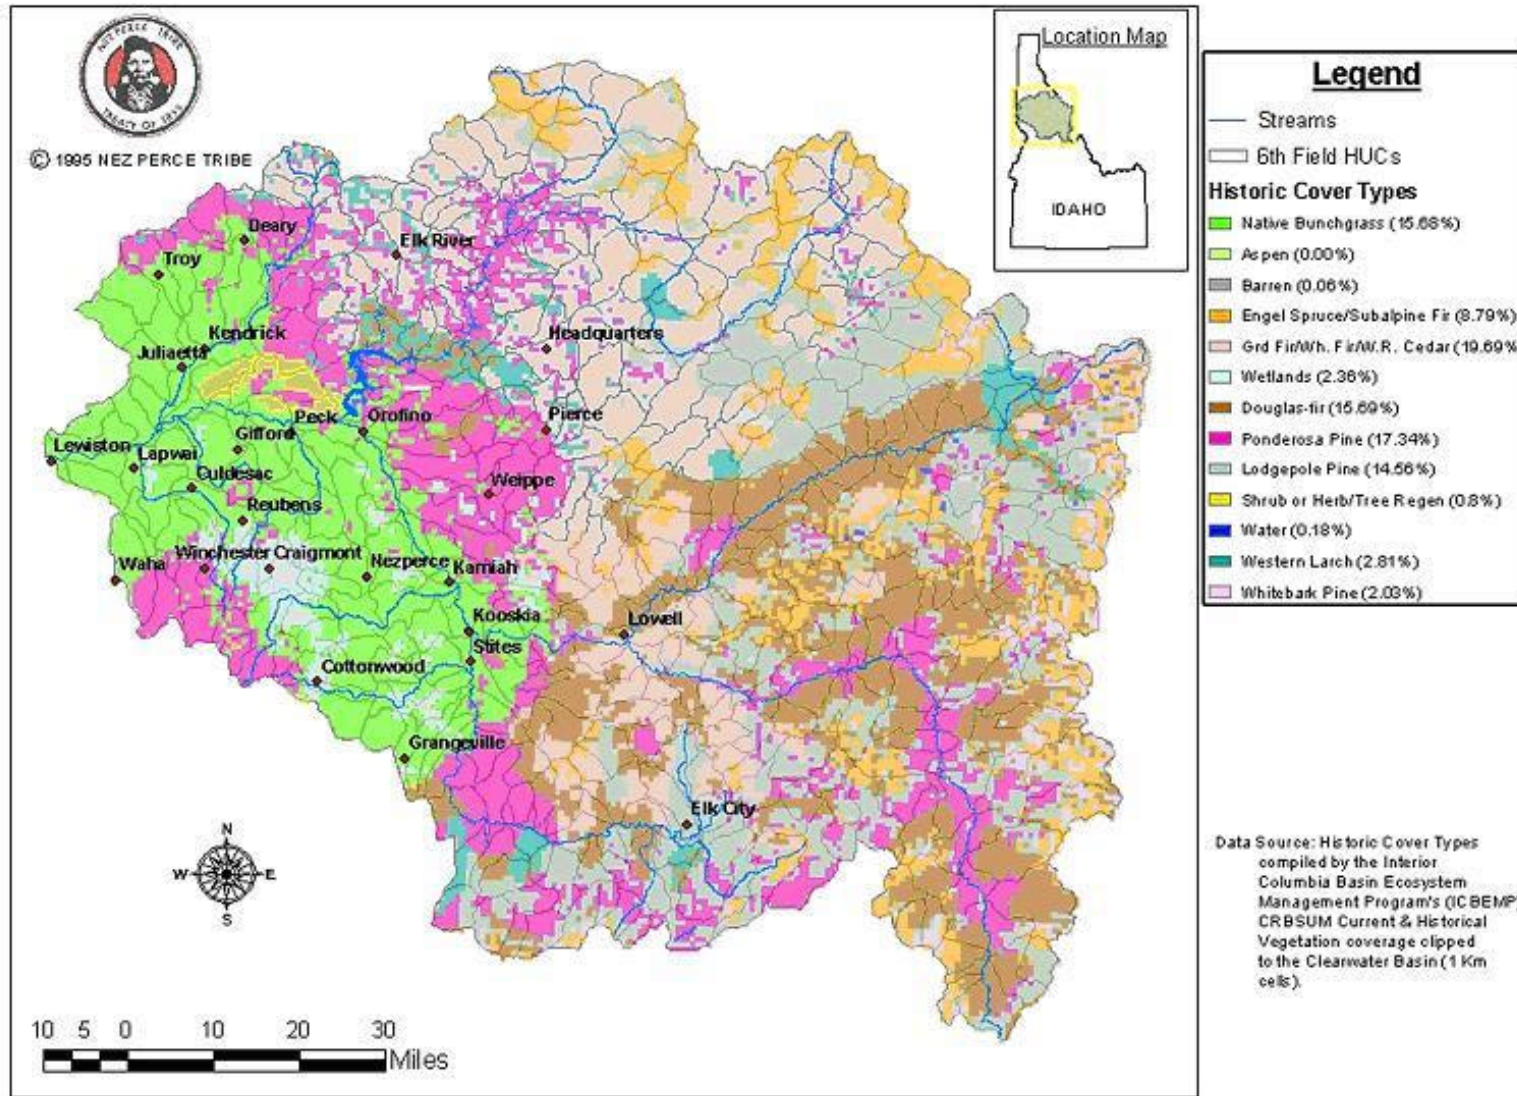 NEZ PERCE TRIBE
TREATY OF 1855
© 1995 NEZ PERCE TRIBE
Location Map
IDAHO
Legend
Streams
6th Field HUCs
Historic Cover Types
Native Bunchgrass (15.68%)
Aspen (0.00%)
Barren (0.06%)
Engel Spruce/Subalpine Fir (8.79%)
Grd Fir/Wh. Fir/W.R. Cedar (19.69%
Wetlands (2.36%)
Douglas-fir (15.69%)
Ponderosa Pine (17.34%)
Lodgepole Pine (14.56%)
Shrub or Herb/Tree Regen (0.8%)
Water (0.18%)
Western Larch (2.81%)
Whitebark Pine (2.03%)
Deary
Troy
Elk River
Kendrick
Juliaetta
Headquarters
Peck
Orofino
Pierce
Gifford
Lewiston
Lapwai
Culdesac
Weippe
Reubens
Winchester Craigmont
Nezperce
Kamiah
Waha
Kooskia
Lowell
Stites
Cottonwood
Grangeville
Elk City
N
W
E
S
10 5 0 10 20 30
Miles
Data Source: Historic Cover Types
compiled by the Interior
Columbia Basin Ecosystem
Management Program's (ICBEMP)
CRBSUM Current & Historical
Vegetation coverage clipped
to the Clearwater Basin (1 Km
cells).